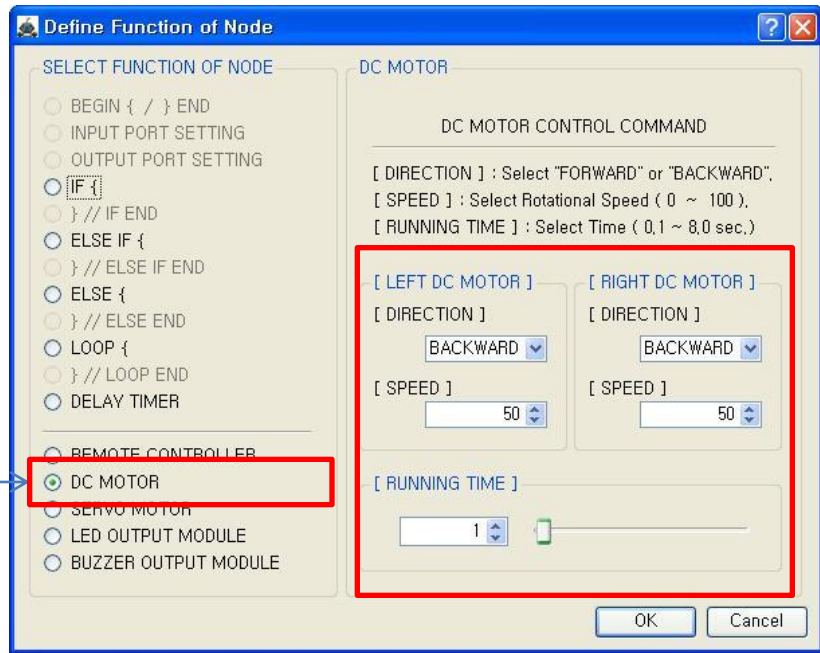 Define Function of Node
SELECT FUNCTION OF NODE
BEGIN { / } END
INPUT PORT SETTING
OUTPUT PORT SETTING
IF {
} // IF END
ELSE IF {
} // ELSE IF END
ELSE {
} // ELSE END
LOOP {
} // LOOP END
DELAY TIMER
REMOTE CONTROLLER
DC MOTOR
SERVO MOTOR
LED OUTPUT MODULE
BUZZER OUTPUT MODULE
DC MOTOR
DC MOTOR CONTROL COMMAND
[ DIRECTION ] : Select "FORWARD" or "BACKWARD",
[ SPEED ] : Select Rotational Speed ( 0 ~ 100 ),
[ RUNNING TIME ] : Select Time ( 0,1 ~ 8,0 sec,)
[ LEFT DC MOTOR ]
[ DIRECTION ]
BACKWARD
[ SPEED ]
50
[ RIGHT DC MOTOR ]
[ DIRECTION ]
BACKWARD
[ SPEED ]
50
[ RUNNING TIME ]
1
OK
Cancel